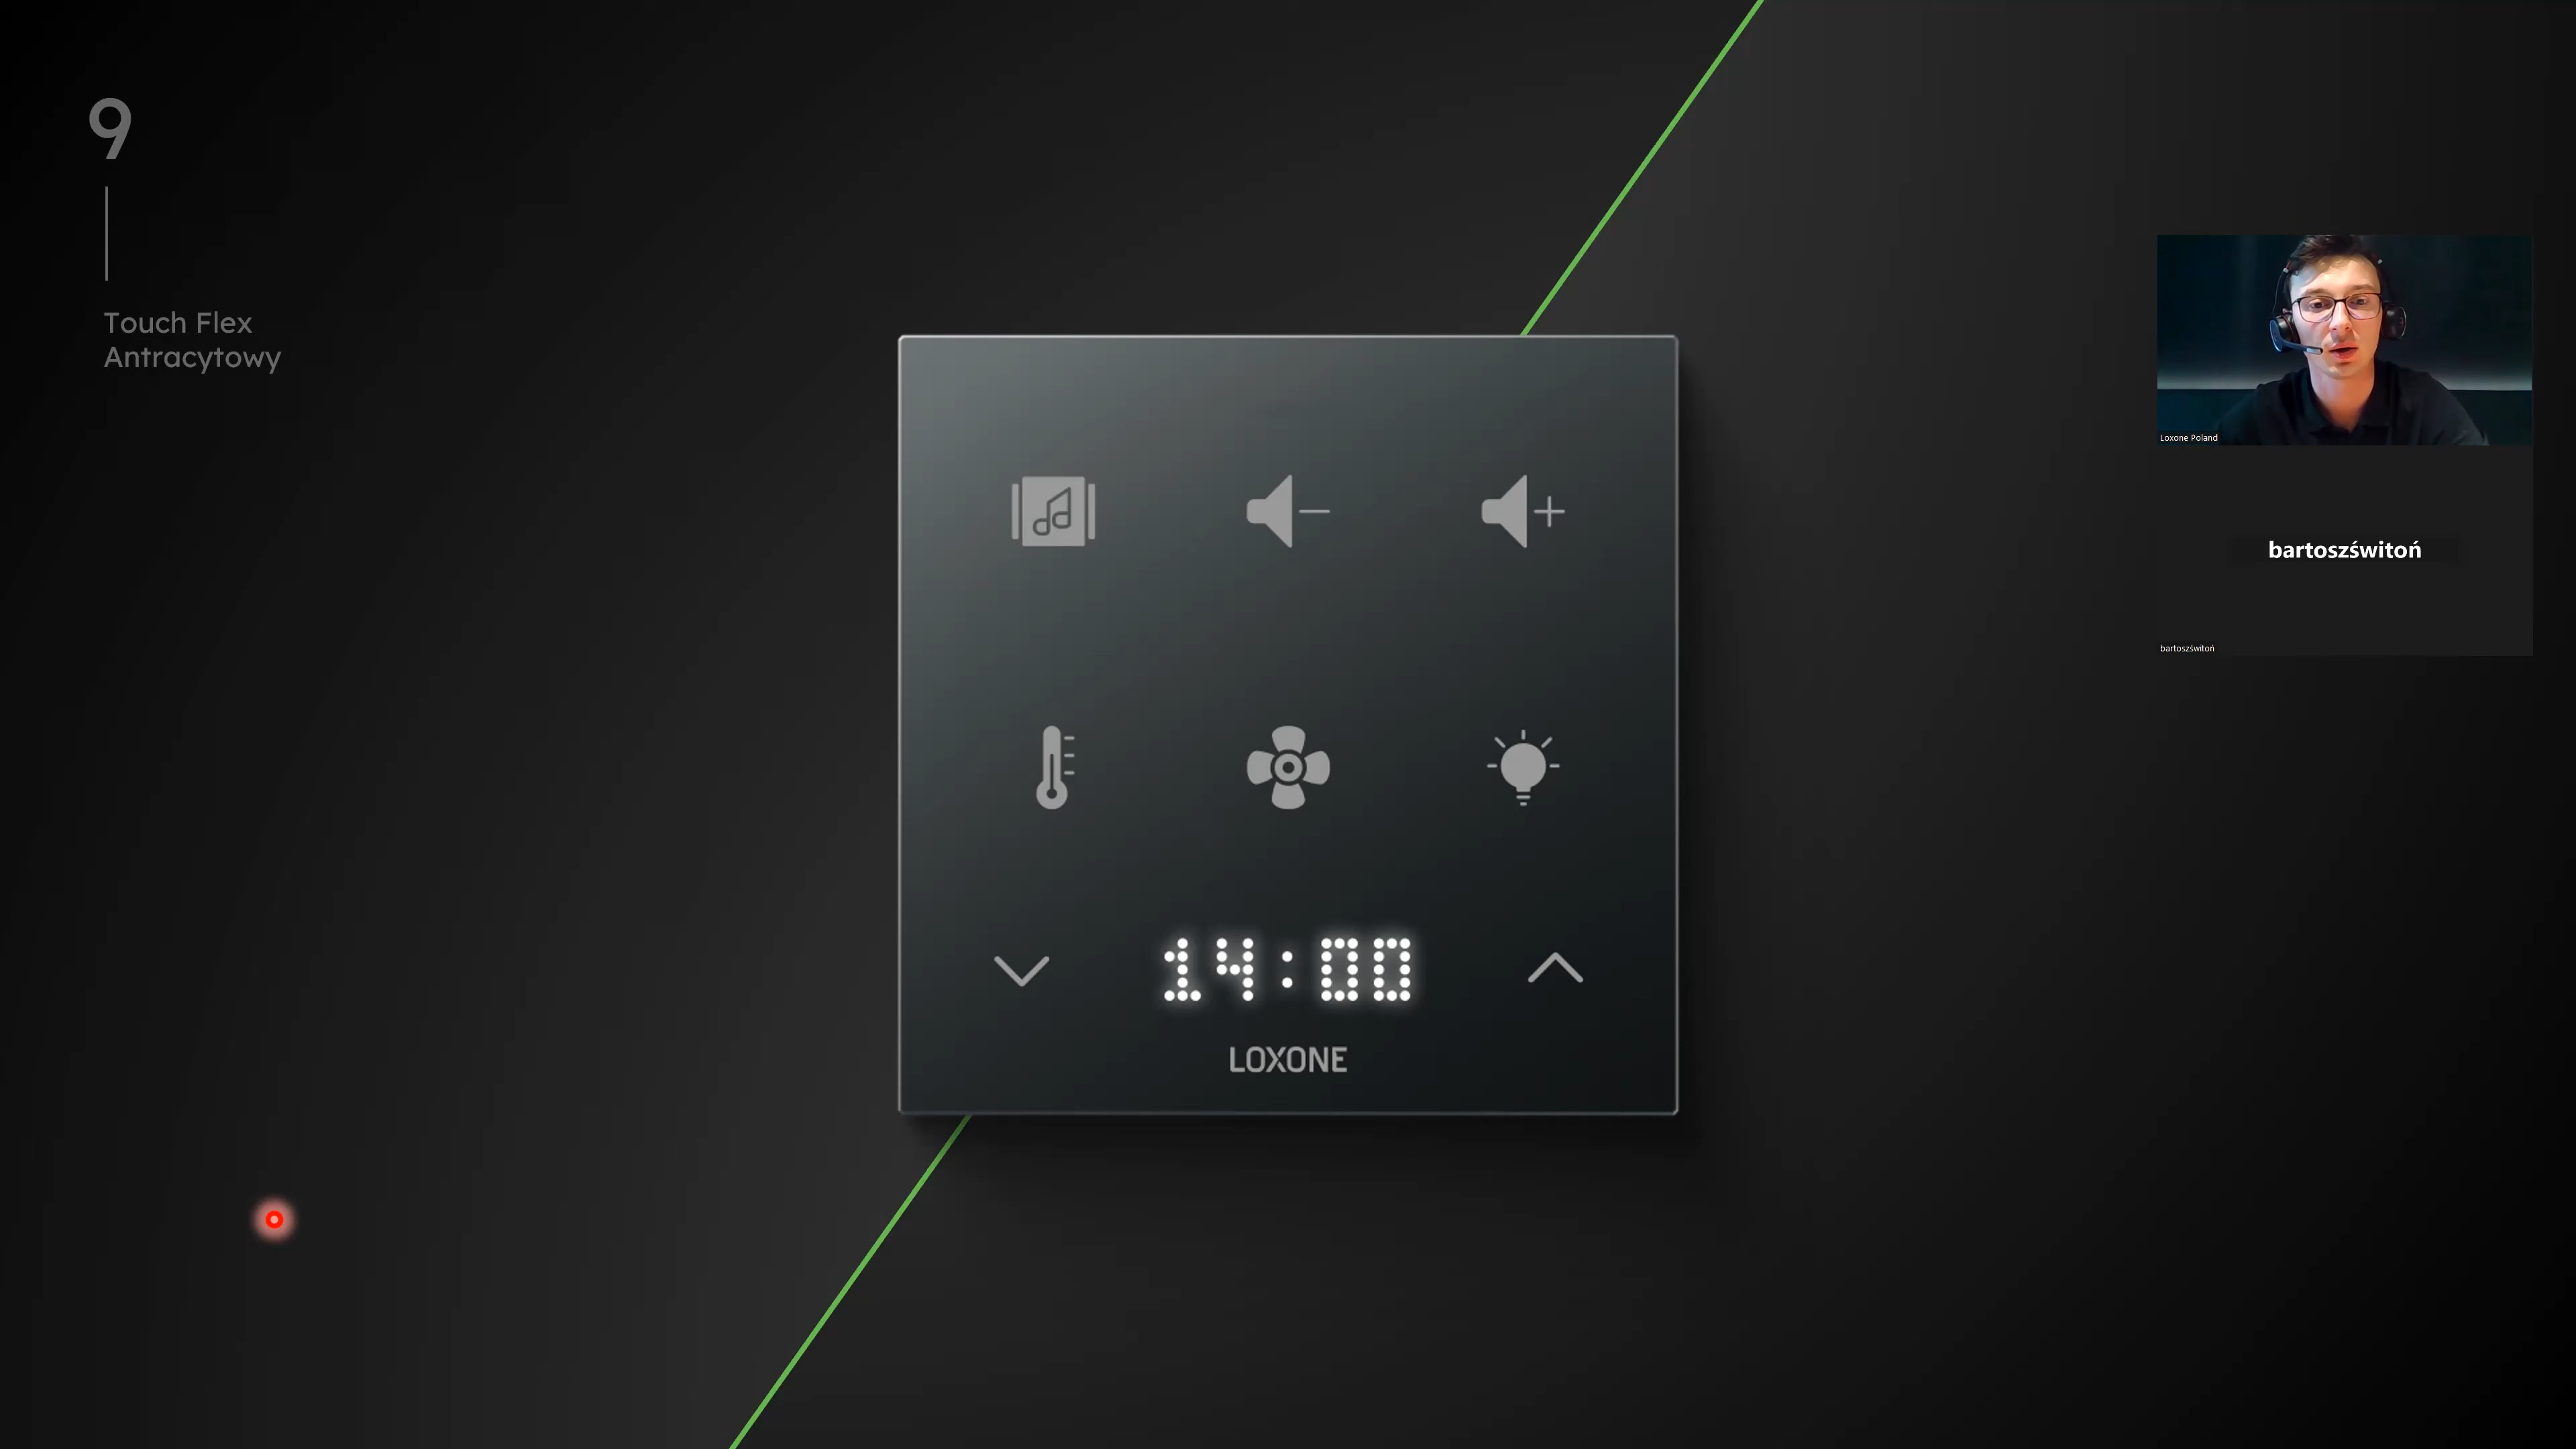 9
Touch Flex
Antracytowy
14:00
LOXONE
Loxone Poland
bartoszświtoń
bartoszświtoń